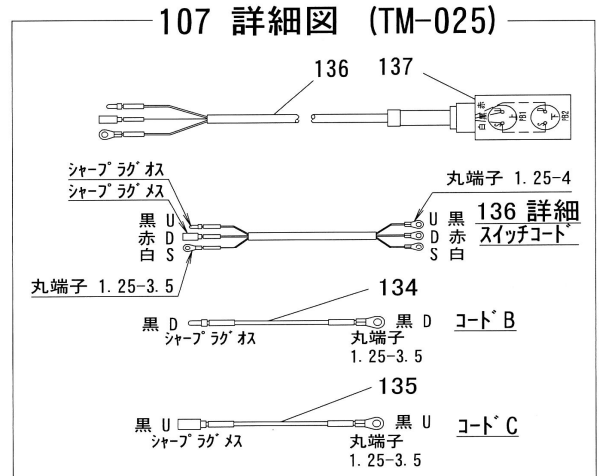 107 詳細図 (TM-025)
136
137
赤
黒
白
U
D
S
上
下
PB1
PB2
シャープラグオス
シャープラグメス
丸端子 1.25-4
黒 U
赤 D
白 S
U 黒
D 赤
S 白
136 詳細
スイッチコード
丸端子 1.25-3.5
134
黒 D
シャープラグオス
黒 D
丸端子
1.25-3.5
コードB
135
黒 U
シャープラグメス
黒 U
丸端子
1.25-3.5
コードC